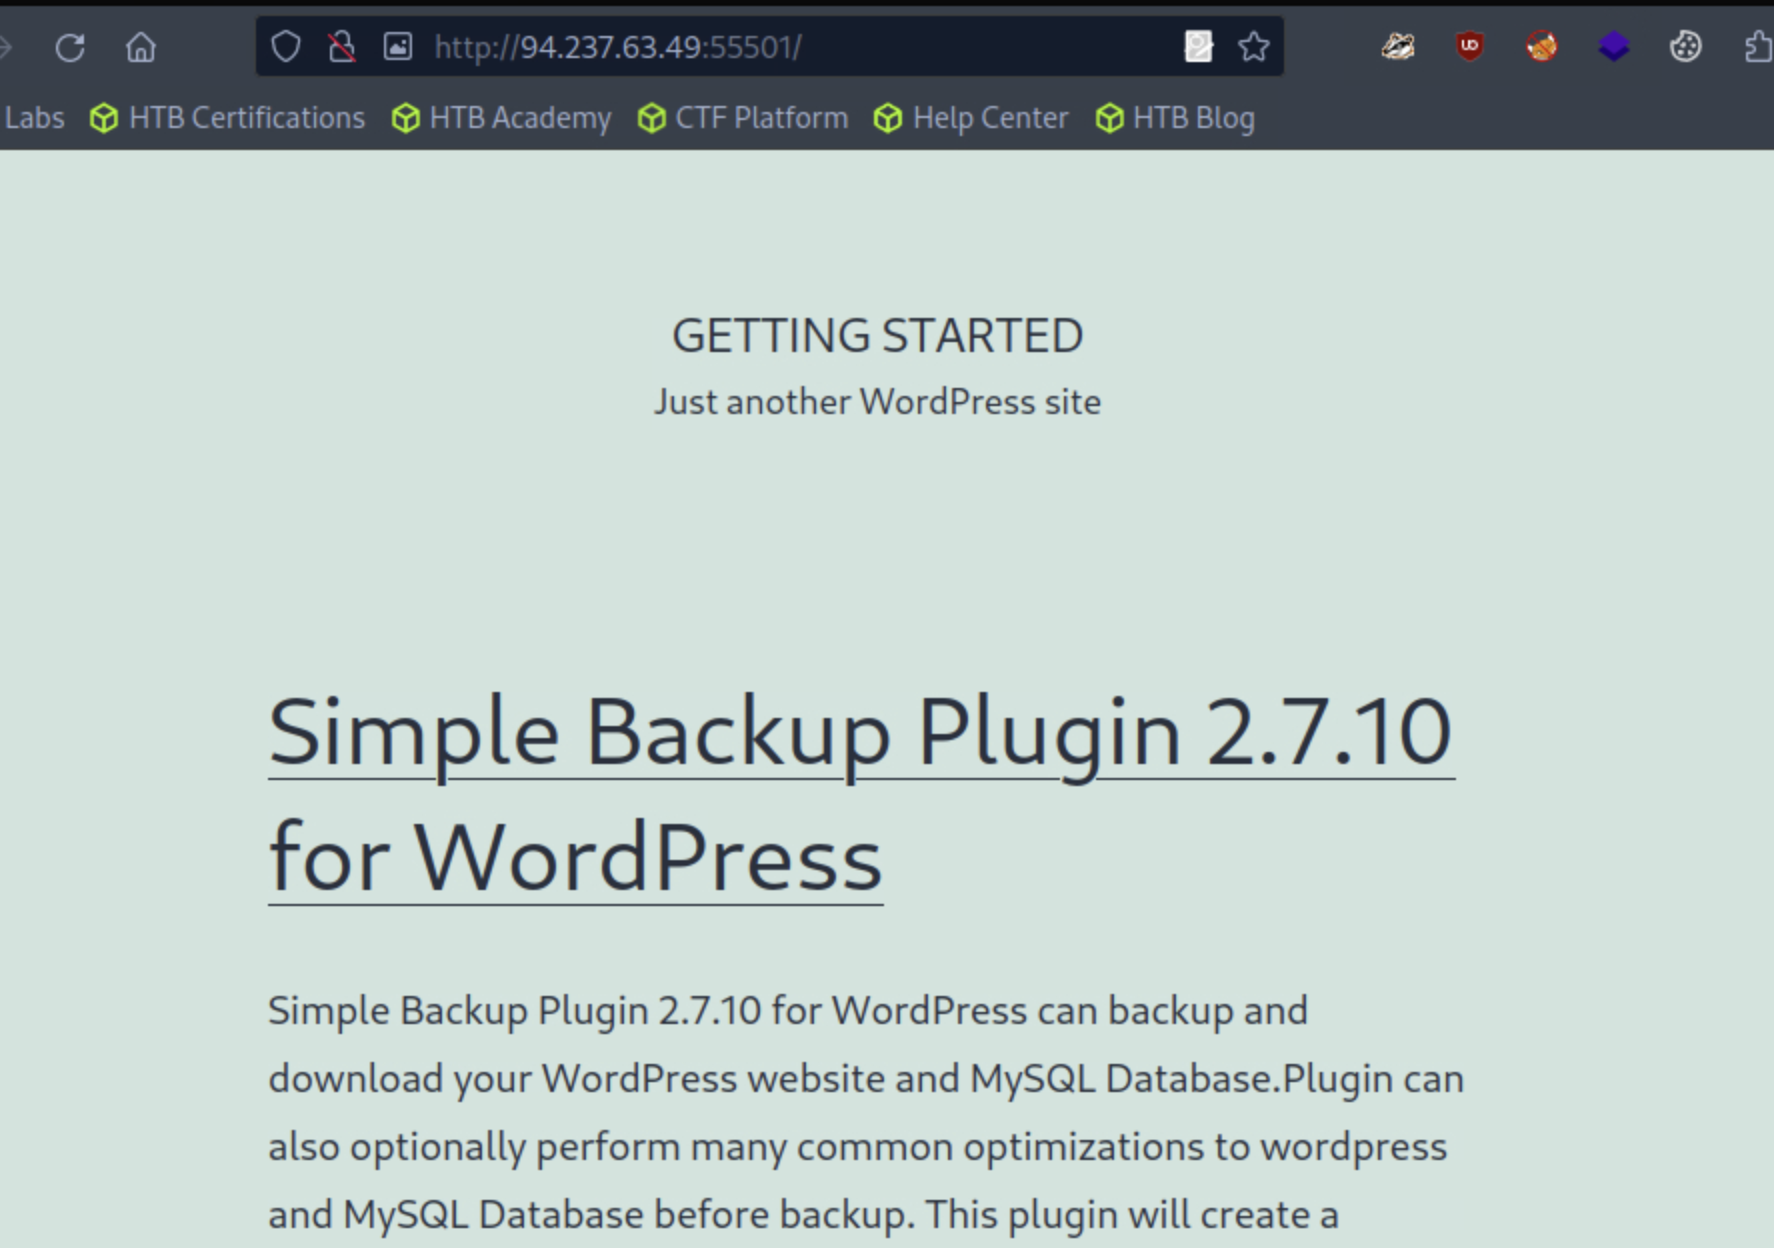 http://94.237.63.49:55501/
Labs HTB Certifications HTB Academy CTF Platform Help Center HTB Blog
GETTING STARTED
Just another WordPress site
Simple Backup Plugin 2.7.10
for WordPress
Simple Backup Plugin 2.7.10 for WordPress can backup and
download your WordPress website and MySQL Database.Plugin can
also optionally perform many common optimizations to wordpress
and MySQL Database before backup. This plugin will create a